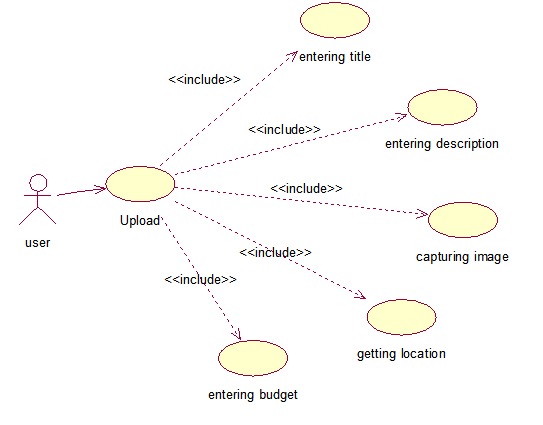 entering title
<<include>>
<<include>>
entering description
<<include>>
user
Upload
capturing image
<<include>>
<<include>>
getting location
entering budget